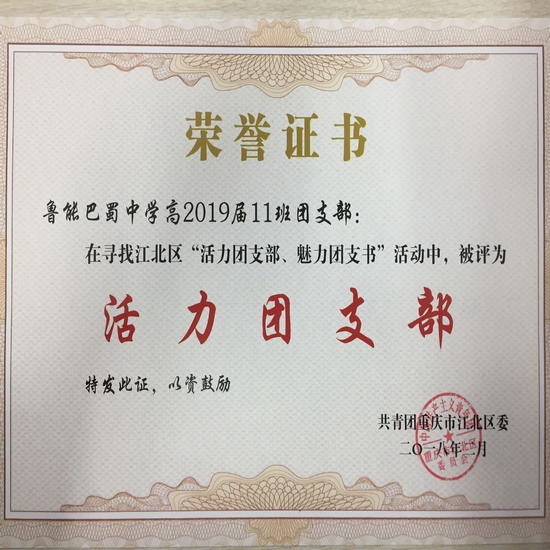 荣誉证书
鲁能巴蜀中学高2019届11班团支部：
在寻找江北区“活力团支部、魅力团支书”活动中，被评为
活力团支部
特发此证，以资鼓励
共青团重庆市江北区委
二〇一八年二月